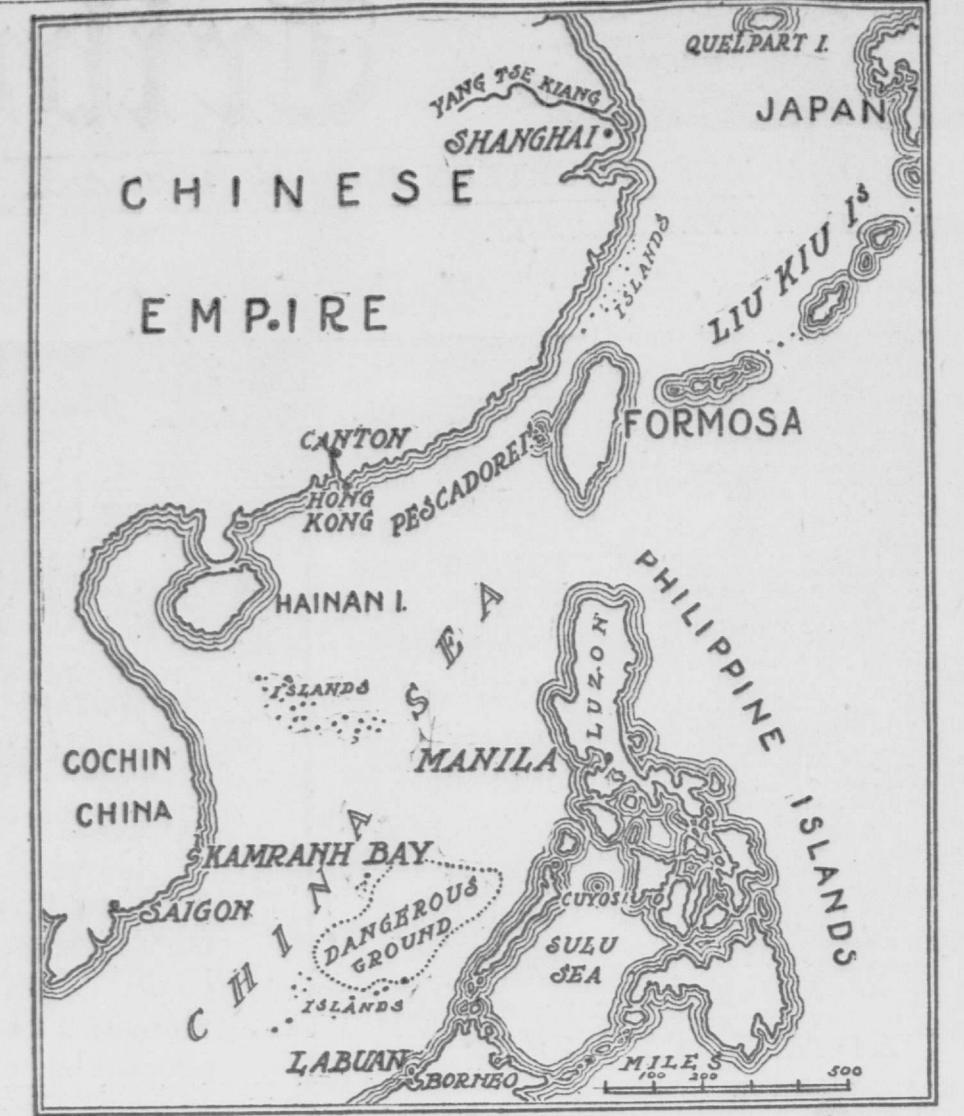 QUELPART I.
YANG TSE KIANG
JAPAN
SHANGHAI
CHINESE
LIU KIU Iˢ
ISLANDS
EMPIRE
FORMOSA
CANTON
HONG
KONG
PESCADORES
HAINAN I.
PHILIPPINE ISLANDS
CHINA SEA
LUZON
ISLANDS
MANILA
COCHIN
CHINA
KAMRANH BAY
SAIGON
DANGEROUS
GROUND
CUYOS
SULU
SEA
ISLANDS
LABUAN
BORNEO
MILES
100 200 500